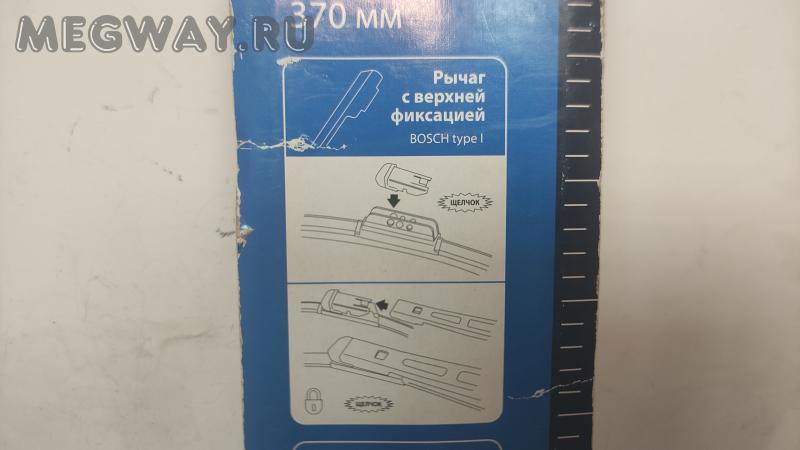 MEGWAY.RU
370 мм
Рычаг
с верхней
фиксацией
BOSCH type I
ЩЕЛЧОК
ЩЕЛЧОК